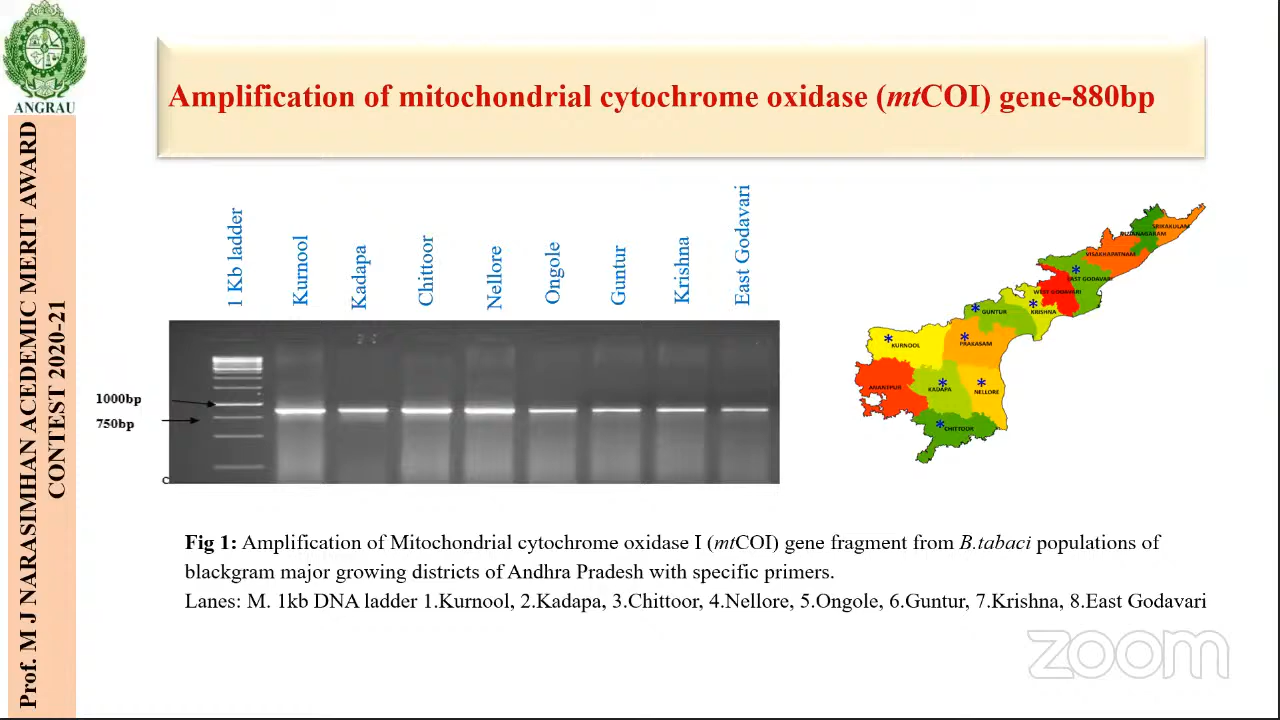 ANGRAU
Prof. M J NARASIMHAN ACEDEMIC MERIT AWARD
CONTEST 2020-21
Amplification of mitochondrial cytochrome oxidase (mtCOI) gene-880bp
1 Kb ladder
Kurnool
Kadapa
Chittoor
Nellore
Ongole
Guntur
Krishna
East Godavari
1000bp
750bp
C
SRIKAKULAM
VISAKHAPATNAM
EAST GODAVARI
WEST GODAVARI
KRISHNA
GUNTUR
PRAKASAM
KURNOOL
ANANTPUR
KADAPA
NELLORE
CHITTOOR
Fig 1: Amplification of Mitochondrial cytochrome oxidase I (mtCOI) gene fragment from B.tabaci populations of
blackgram major growing districts of Andhra Pradesh with specific primers.
Lanes: M. 1kb DNA ladder 1.Kurnool, 2.Kadapa, 3.Chittoor, 4.Nellore, 5.Ongole, 6.Guntur, 7.Krishna, 8.East Godavari
zoom